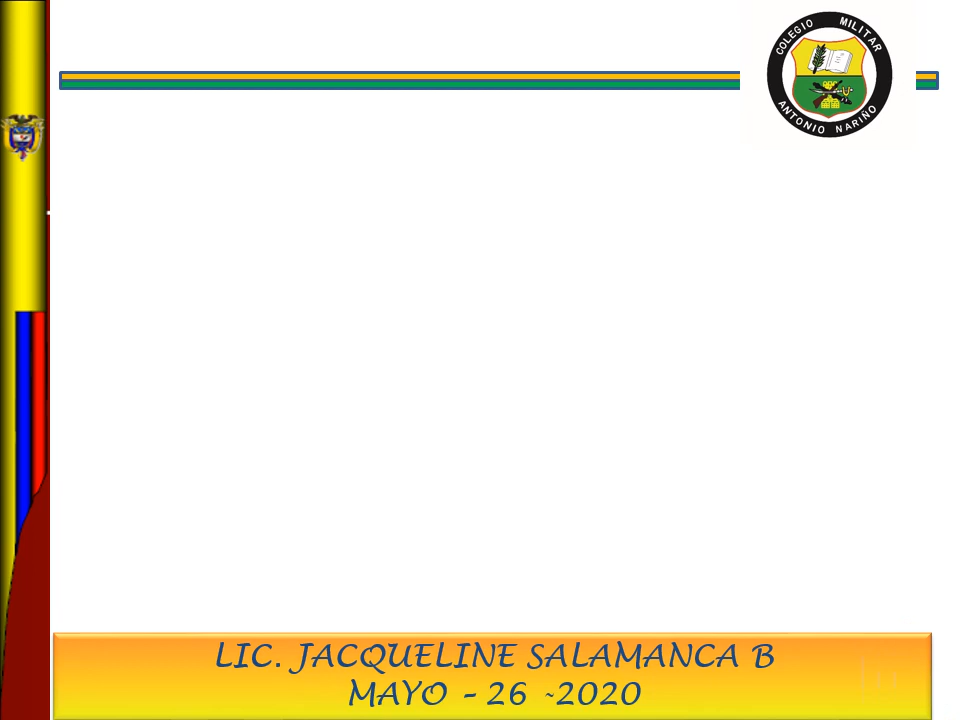 COLEGIO MILITAR
ANTONIO NARIÑO
LIC. JACQUELINE SALAMANCA B
MAYO – 26 -2020